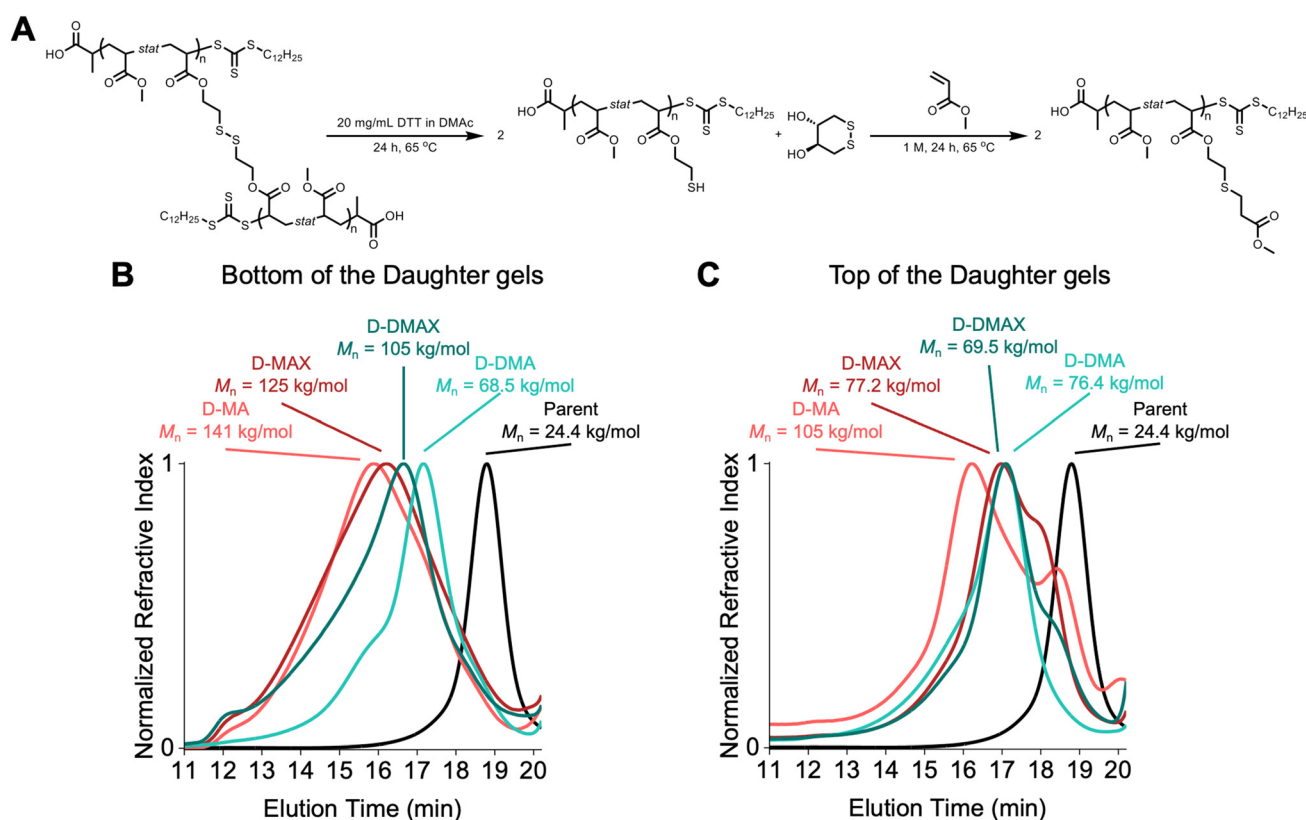 A
HO
O
stat
n
S
S
C12H25
S
O
O
O
O
S
S
O
O
O
O
C12H25
S
S
S
stat
n
OH
O
20 mg/mL DTT in DMAc
24 h, 65 °C
2
HO
O
stat
n
S
S
C12H25
S
O
O
O
O
SH
+
HO
HO
S
S
O
O
1 M, 24 h, 65 °C
2
HO
O
stat
n
S
S
C12H25
S
O
O
O
O
S
O
O
B
Bottom of the Daughter gels
D-DMAX
Mn = 105 kg/mol
D-MAX
Mn = 125 kg/mol
D-DMA
Mn = 68.5 kg/mol
D-MA
Mn = 141 kg/mol
Parent
Mn = 24.4 kg/mol
1
0
Normalized Refractive Index
11 12 13 14 15 16 17 18 19 20
Elution Time (min)
C
Top of the Daughter gels
D-DMAX
Mn = 69.5 kg/mol
D-MAX
Mn = 77.2 kg/mol
D-DMA
Mn = 76.4 kg/mol
D-MA
Mn = 105 kg/mol
Parent
Mn = 24.4 kg/mol
1
0
Normalized Refractive Index
11 12 13 14 15 16 17 18 19 20
Elution Time (min)